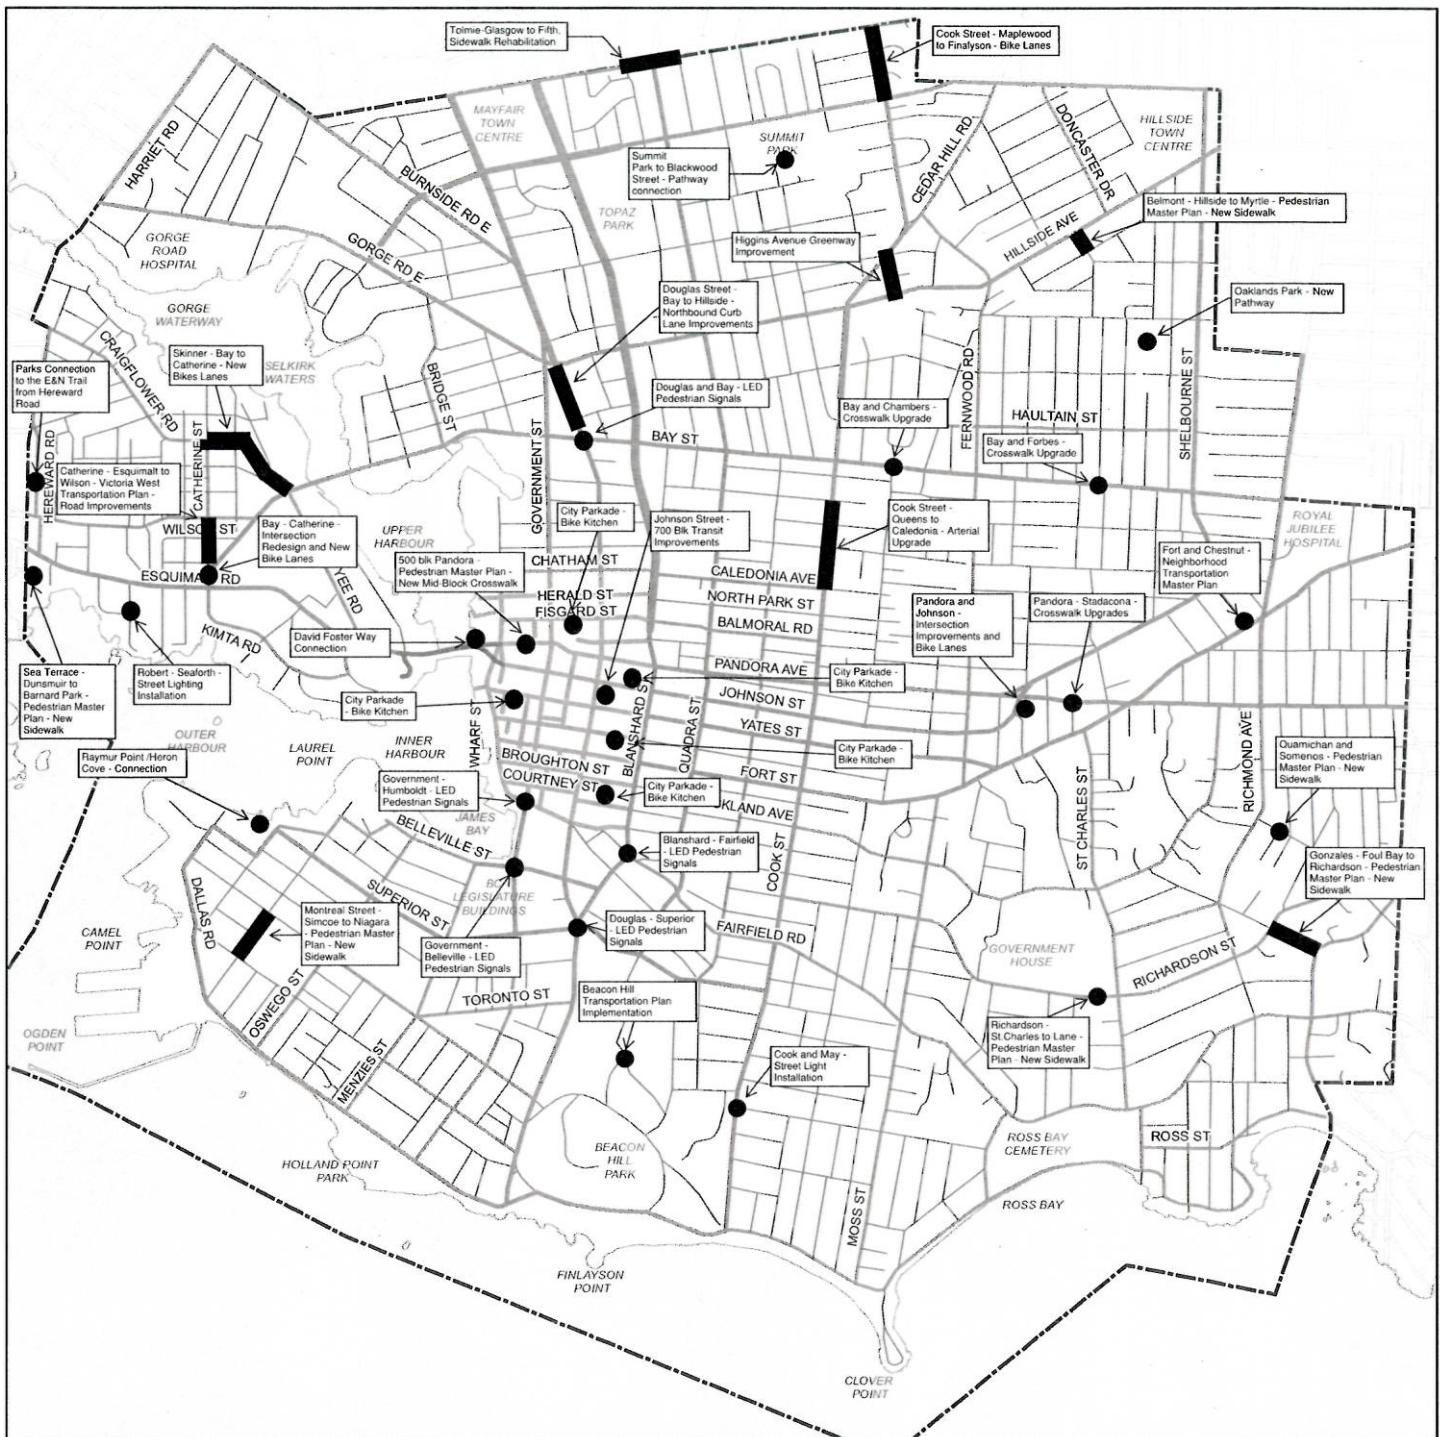 Tolmie-Glasgow to Fifth.
Sidewalk Rehabilitation
Cook Street - Maplewood
to Finalyson - Bike Lanes
MAYFAIR
TOWN
CENTRE
SUMMIT
PARK
HILLSIDE
TOWN
CENTRE
HARRIET RD
BURNSIDE RD E
CEDAR HILL RD
DONCASTER DR
Summit
Park to Blackwood
Street - Pathway
connection
TOPAZ
PARK
Belmont - Hillside to Myrtle - Pedestrian
Master Plan - New Sidewalk
HILLSIDE AVE
Higgins Avenue Greenway
Improvement
GORGE
ROAD
HOSPITAL
GORGE RD E
Douglas Street -
Bay to Hillside -
Northbound Curb
Lane Improvements
Oaklands Park - New
Pathway
GORGE
WATERWAY
CRAIGFLOWER RD
Skinner - Bay to
Catherine - New
Bikes Lanes
SELKIRK
WATERS
Parks Connection
to the E&N Trail
from Hereward
Road
BRIDGE ST
Douglas and Bay - LED
Pedestrian Signals
Bay and Chambers -
Crosswalk Upgrade
FERNWOOD RD
HAULTAIN ST
SHELBOURNE ST
Bay and Forbes -
Crosswalk Upgrade
BAY ST
GOVERNMENT ST
HEREWARD RD
CATHERINE ST
Catherine - Esquimalt to
Wilson - Victoria West
Transportation Plan -
Road Improvements
WILSON ST
Bay - Catherine -
Intersection
Redesign and New
Bike Lanes
UPPER
HARBOUR
City Parkade -
Bike Kitchen
Johnson Street -
700 Blk Transit
Improvements
Cook Street -
Queens to
Caledonia - Arterial
Upgrade
ROYAL
JUBILEE
HOSPITAL
Fort and Chestnut -
Neighborhood
Transportation
Master Plan
500 blk Pandora -
Pedestrian Master Plan -
New Mid-Block Crosswalk
CHATHAM ST
CALEDONIA AVE
ESQUIMALT RD
HERALD ST
FISGARD ST
NORTH PARK ST
BALMORAL RD
Pandora and
Johnson -
Intersection
Improvements and
Bike Lanes
Pandora - Stadacona -
Crosswalk Upgrades
KIMTA RD
David Foster Way
Connection
PANDORA AVE
City Parkade -
Bike Kitchen
Sea Terrace -
Dunsmuir to
Barnard Park -
Pedestrian Master
Plan - New
Sidewalk
Robert - Seaforth -
Street Lighting
Installation
City Parkade
- Bike Kitchen
BLANSHARD ST
JOHNSON ST
QUADRA ST
YATES ST
OUTER
HARBOUR
LAUREL
POINT
INNER
HARBOUR
WHARF ST
City Parkade -
Bike Kitchen
RICHMOND AVE
Quamichan and
Somenos - Pedestrian
Master Plan - New
Sidewalk
Raymur Point /Heron
Cove - Connection
BROUGHTON ST
COURTNEY ST
FORT ST
Government -
Humboldt - LED
Pedestrian Signals
City Parkade -
Bike Kitchen
KLAND AVE
ST CHARLES ST
JAMES
BAY
BELLEVILLE ST
Blanshard - Fairfield
- LED Pedestrian
Signals
COOK ST
Gonzales - Foul Bay to
Richardson - Pedestrian
Master Plan - New
Sidewalk
DALLAS RD
SUPERIOR ST
BC
LEGISLATURE
BUILDINGS
CAMEL
POINT
Montreal Street -
Simcoe to Niagara
- Pedestrian Master
Plan - New
Sidewalk
Government -
Belleville - LED
Pedestrian Signals
Douglas - Superior
- LED Pedestrian
Signals
FAIRFIELD RD
GOVERNMENT
HOUSE
RICHARDSON ST
OSWEGO ST
TORONTO ST
Beacon Hill
Transportation Plan
Implementation
OGDEN
POINT
MENZIES ST
Cook and May -
Street Light
Installation
Richardson -
St.Charles to Lane -
Pedestrian Master
Plan - New Sidewalk
BEACON
HILL
PARK
ROSS BAY
CEMETERY
ROSS ST
HOLLAND POINT
PARK
MOSS ST
ROSS BAY
FINLAYSON
POINT
CLOVER
POINT